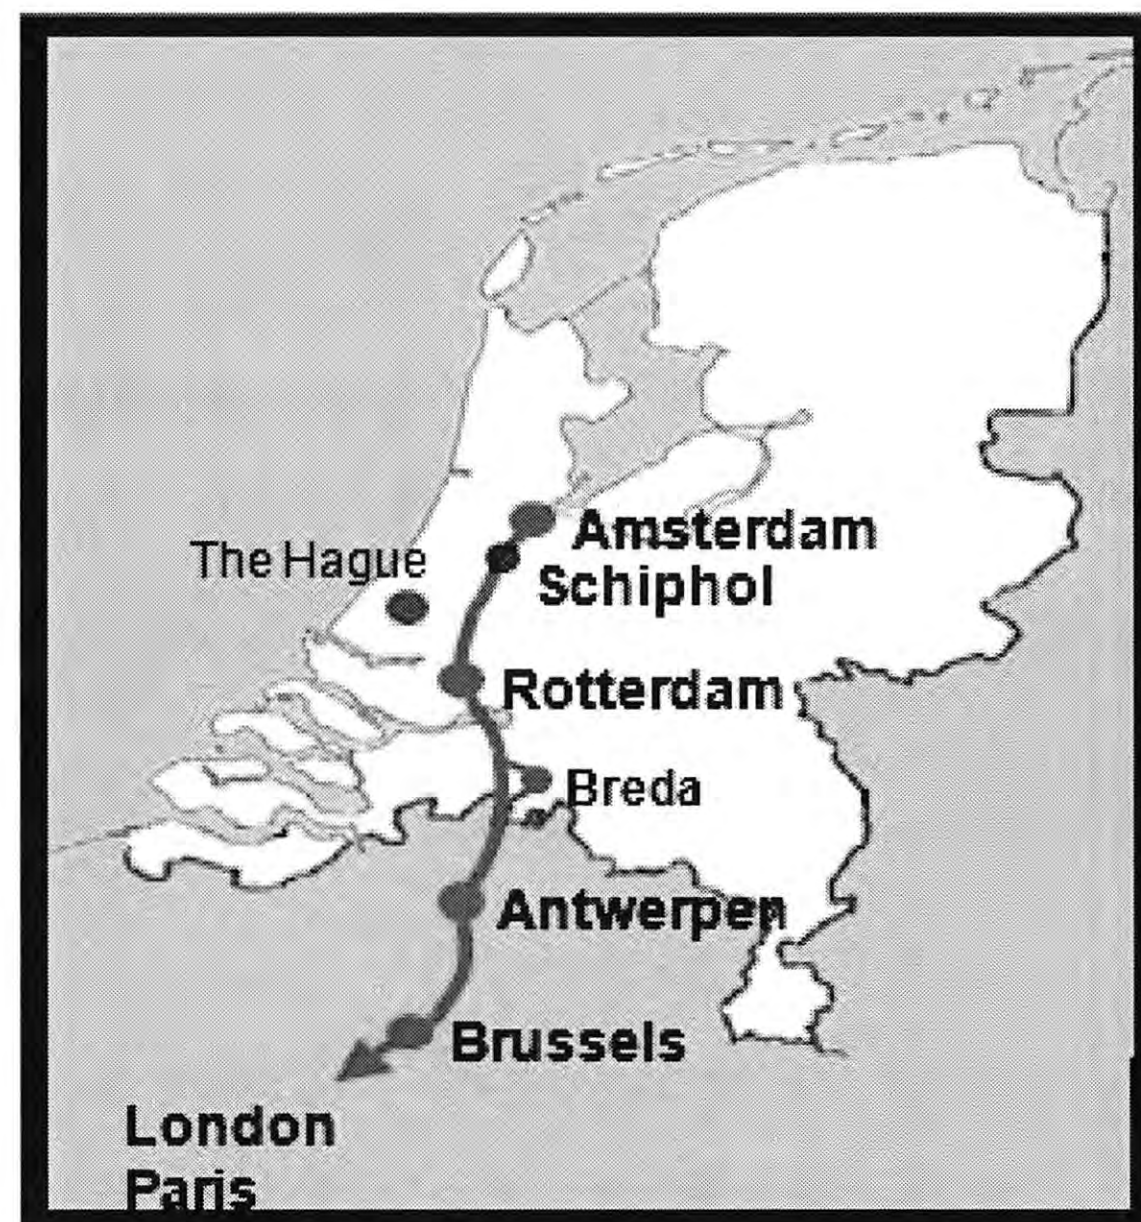 Amsterdam
The Hague
Schiphol
Rotterdam
Breda
Antwerpen
Brussels
London
Paris